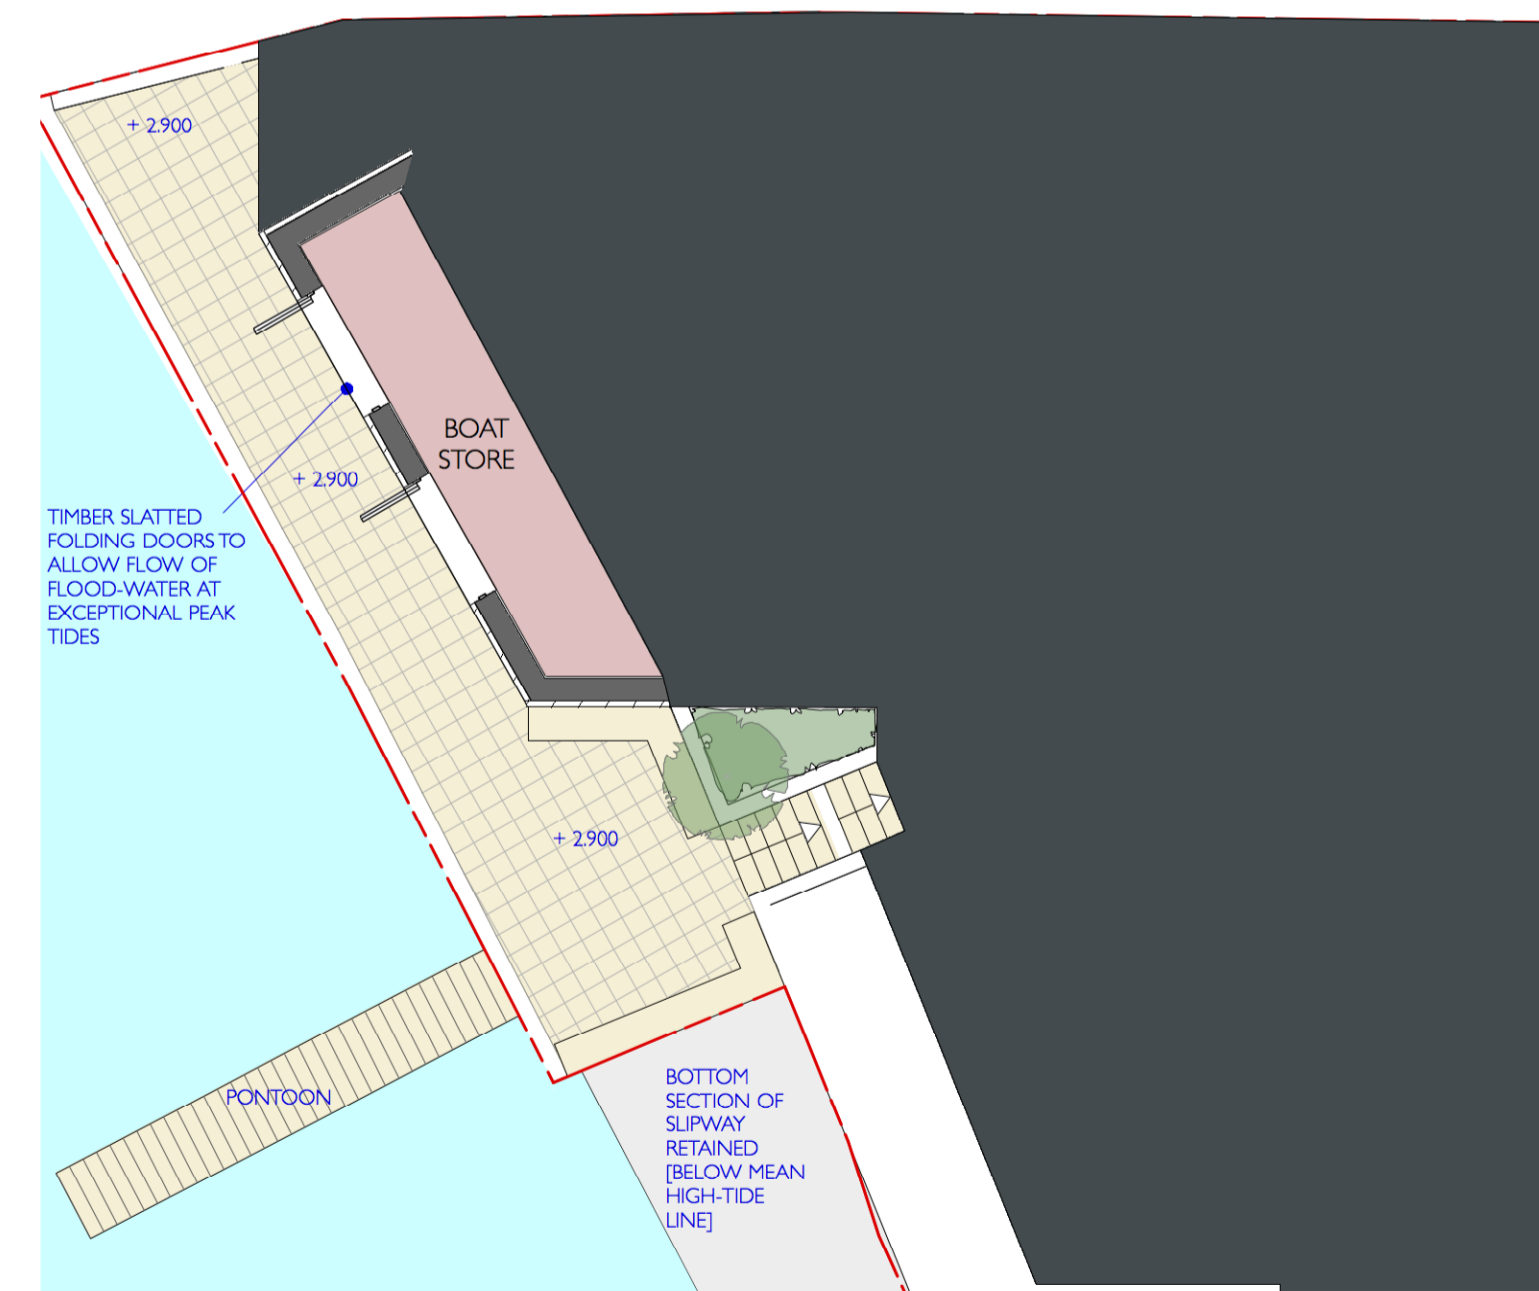 + 2.900
BOAT
STORE
+ 2.900
TIMBER SLATTED
FOLDING DOORS TO
ALLOW FLOW OF
FLOOD-WATER AT
EXCEPTIONAL PEAK
TIDES
+ 2.900
PONTOON
BOTTOM
SECTION OF
SLIPWAY
RETAINED
[BELOW MEAN
HIGH-TIDE
LINE]